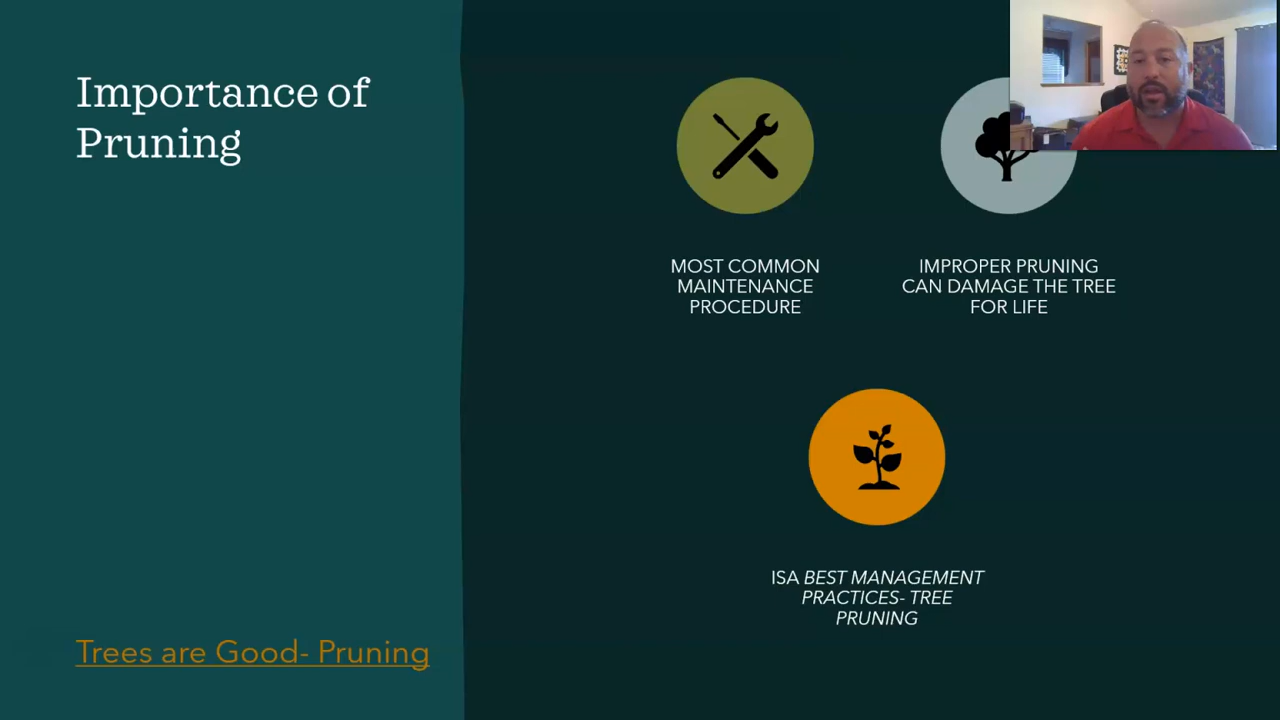 Importance of
Pruning
MOST COMMON
MAINTENANCE
PROCEDURE
IMPROPER PRUNING
CAN DAMAGE THE TREE
FOR LIFE
ISA BEST MANAGEMENT
PRACTICES- TREE
PRUNING
Trees are Good- Pruning